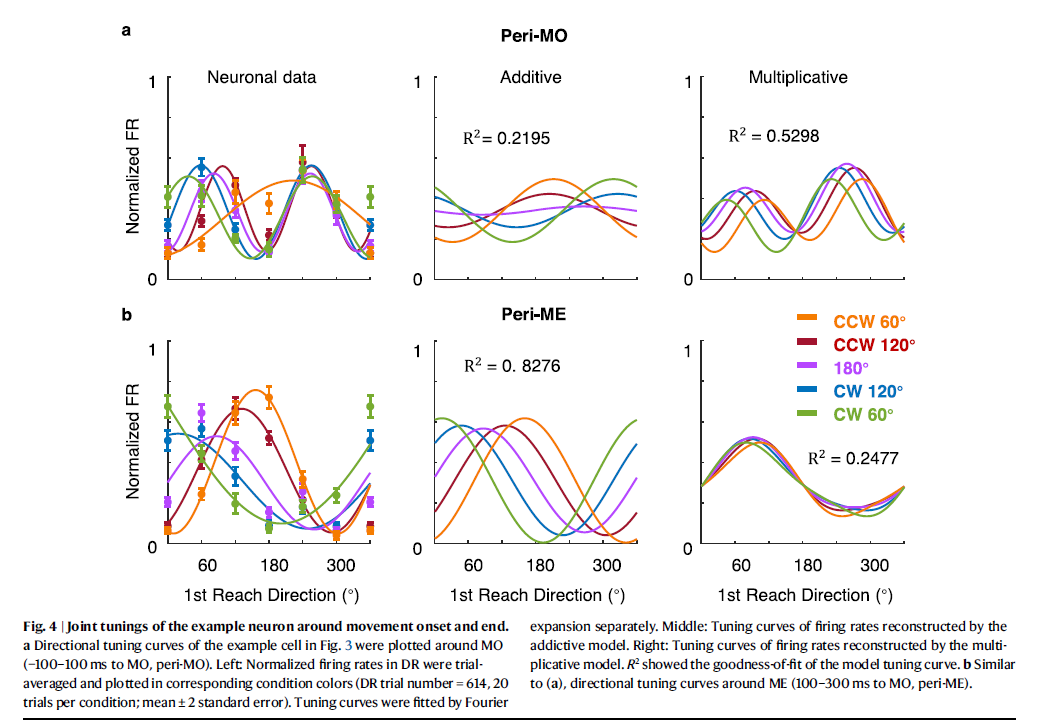 a
Peri-MO
Neuronal data
Additive
Multiplicative
1
1
1
Normalized FR
R²= 0.2195
R² = 0.5298
0
0
0
b
Peri-ME
CCW 60°
CCW 120°
180°
CW 120°
CW 60°
1
1
1
Normalized FR
R² = 0. 8276
R² = 0.2477
0
0
0
60 180 300
60 180 300
60 180 300
1st Reach Direction (°)
1st Reach Direction (°)
1st Reach Direction (°)
Fig. 4 | Joint tunings of the example neuron around movement onset and end.
a Directional tuning curves of the example cell in Fig. 3 were plotted around MO
(−100–100 ms to MO, peri-MO). Left: Normalized firing rates in DR were trial-
averaged and plotted in corresponding condition colors (DR trial number = 614, 20
trials per condition; mean ± 2 standard error). Tuning curves were fitted by Fourier
expansion separately. Middle: Tuning curves of firing rates reconstructed by the
addictive model. Right: Tuning curves of firing rates reconstructed by the multi-
plicative model. R² showed the goodness-of-fit of the model tuning curve. b Similar
to (a), directional tuning curves around ME (100–300 ms to MO, peri-ME).